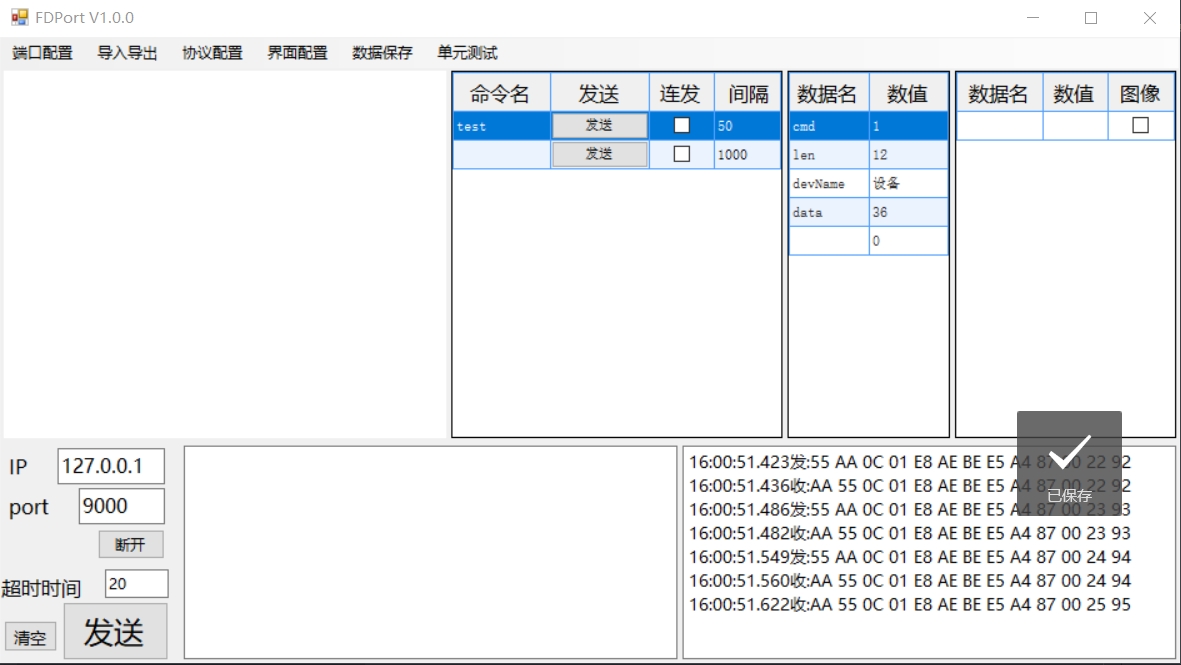 FDPort V1.0.0
端口配置 导入导出 协议配置 界面配置 数据保存 单元测试
命令名 发送 连发 间隔 数据名 数值 数据名 数值 图像
test 发送 50 cmd 1
发送 1000 len 12
devName 设备
data 36
0
IP 127.0.0.1
port 9000
断开
超时时间 20
清空 发送
16:00:51.423发:55 AA 0C 01 E8 AE BE E5 A4 87 00 22 92
16:00:51.436收:AA 55 0C 01 E8 AE BE E5 A4 87 00 22 92
16:00:51.486发:55 AA 0C 01 E8 AE BE E5 A4 87 00 23 93
16:00:51.482收:AA 55 0C 01 E8 AE BE E5 A4 87 00 23 93
16:00:51.549发:55 AA 0C 01 E8 AE BE E5 A4 87 00 24 94
16:00:51.560收:AA 55 0C 01 E8 AE BE E5 A4 87 00 24 94
16:00:51.622收:AA 55 0C 01 E8 AE BE E5 A4 87 00 25 95
已保存